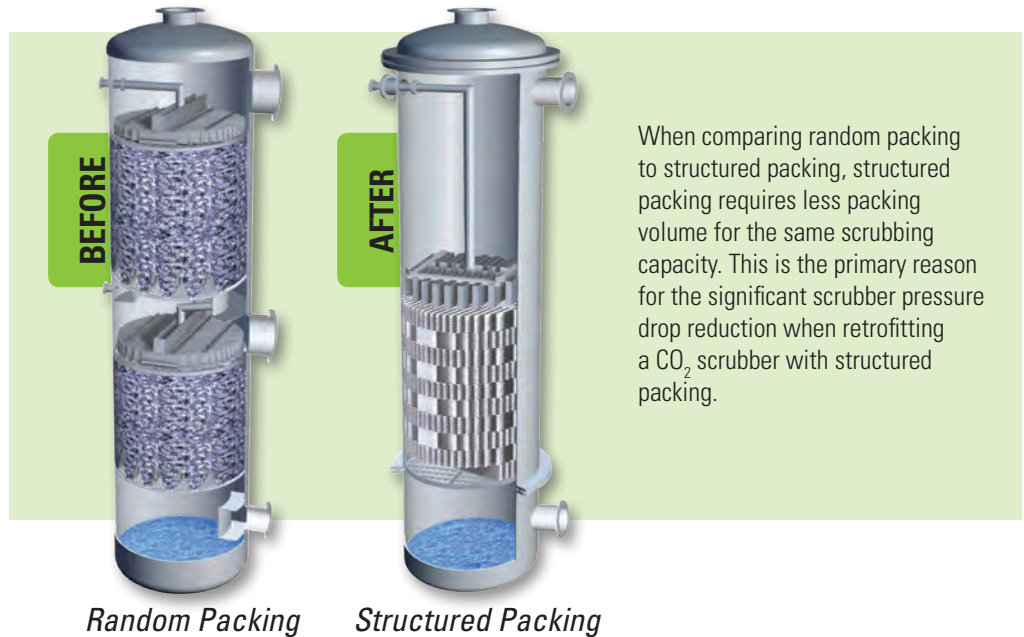 BEFORE
AFTER
When comparing random packing
to structured packing, structured
packing requires less packing
volume for the same scrubbing
capacity. This is the primary reason
for the significant scrubber pressure
drop reduction when retrofitting
a CO₂ scrubber with structured
packing.
Random Packing
Structured Packing